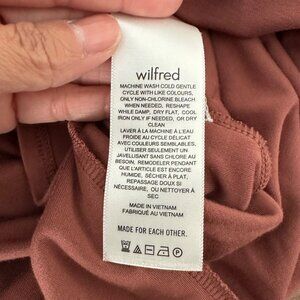 wilfred
MACHINE WASH COLD GENTLE
CYCLE WITH LIKE COLOURS,
ONLY NON-CHLORINE BLEACH
WHEN NEEDED, RESHAPE
WHILE DAMP, DRY FLAT, COOL
IRON ONLY IF NEEDED, OR DRY
CLEAN
LAVER À LA MACHINE À L'EAU
FROIDE AU CYCLE DÉLICAT
AVEC COULEURS SEMBLABLES,
UTILISER SEULEMENT UN
JAVELLISANT SANS CHLORE AU
BESOIN, REMODELER PENDANT
QUE L'ARTICLE EST ENCORE
HUMIDE, SÉCHER À PLAT,
REPASSAGE DOUX SI
NÉCESSAIRE, OU NETTOYER À
SEC
MADE IN VIETNAM
FABRIQUÉ AU VIETNAM
MADE FOR EACH OTHER.